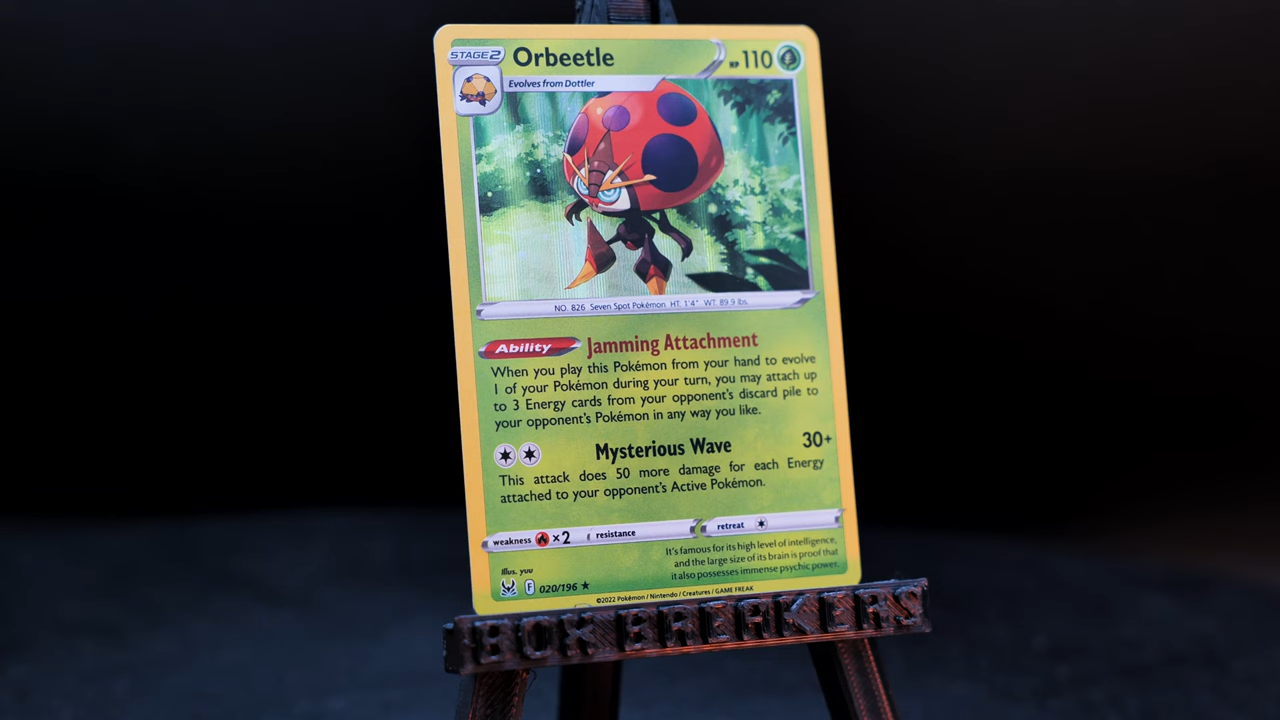 STAGE2 Orbeetle HP 110
Evolves from Dottler
NO. 826 Seven Spot Pokémon HT: 1'4" WT: 89.9 lbs.
Ability Jamming Attachment
When you play this Pokémon from your hand to evolve
1 of your Pokémon during your turn, you may attach up
to 3 Energy cards from your opponent's discard pile to
your opponent's Pokémon in any way you like.
Mysterious Wave 30+
This attack does 50 more damage for each Energy
attached to your opponent's Active Pokémon.
weakness ×2 resistance retreat
It's famous for its high level of intelligence,
and the large size of its brain is proof that
it also possesses immense psychic power.
Illus. yuu
F 020/196 ★
©2022 Pokémon / Nintendo / Creatures / GAME FREAK
BOX BREAKERS